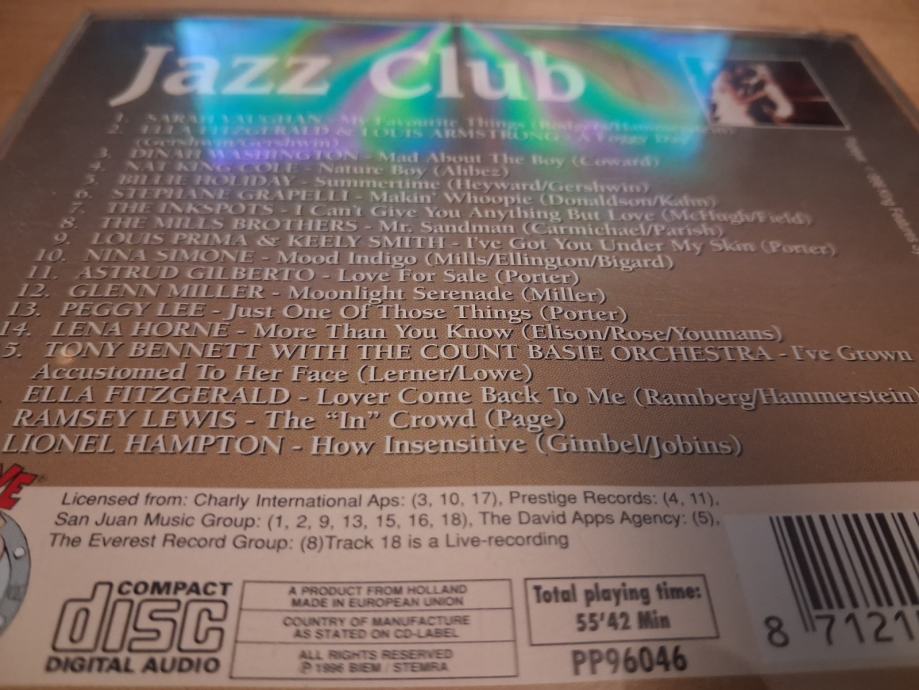 Jazz Club
1. SARAH VAUGHAN - My Favourite Things
2. ELLA FITZGERALD & LOUIS ARMSTRONG - A Foggy Day
(Gershwin/Gershwin)
3. DINAH WASHINGTON - Mad About The Boy (Coward)
4. NAT KING COLE - Nature Boy (Ahbez)
5. BILLIE HOLIDAY - Summertime (Heyward/Gershwin)
6. STEPHANE GRAPELLI - Makin' Whoopie (Donaldson/Kahn)
7. THE INKSPOTS - I Can't Give You Anything But Love (McHugh/Field)
8. THE MILLS BROTHERS - Mr. Sandman (Carmichael/Parish)
9. LOUIS PRIMA & KEELY SMITH - I've Got You Under My Skin (Porter)
10. NINA SIMONE - Mood Indigo (Mills/Ellington/Bigard)
11. ASTRUD GILBERTO - Love For Sale (Porter)
12. GLENN MILLER - Moonlight Serenade (Miller)
13. PEGGY LEE - Just One Of Those Things (Porter)
14. LENA HORNE - More Than You Know (Elison/Rose/Youmans)
5. TONY BENNETT WITH THE COUNT BASIE ORCHESTRA - I've Grown
Accustomed To Her Face (Lerner/Lowe)
ELLA FITZGERALD - Lover Come Back To Me (Ramberg/Hammerstein)
RAMSEY LEWIS - The "In" Crowd (Page)
LIONEL HAMPTON - How Insensitive (Gimbel/Jobins)
Licensed from: Charly International Aps: (3, 10, 17), Prestige Records: (4, 11),
San Juan Music Group: (1, 2, 9, 13, 15, 16, 18), The David Apps Agency: (5),
The Everest Record Group: (8)Track 18 is a Live-recording
COMPACT
disc
DIGITAL AUDIO
A PRODUCT FROM HOLLAND
MADE IN EUROPEAN UNION
COUNTRY OF MANUFACTURE
AS STATED ON CD-LABEL
ALL RIGHTS RESERVED
℗ 1996 BIEM / STEMRA
Total playing time:
55'42 Min
PP96046
8 71211